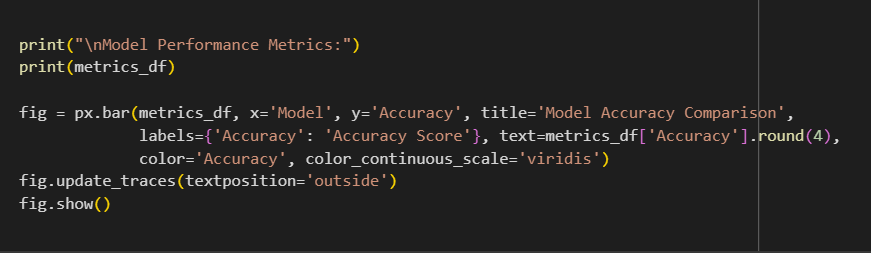 print("\nModel Performance Metrics:")
print(metrics_df)
fig = px.bar(metrics_df, x='Model', y='Accuracy', title='Model Accuracy Comparison',
labels={'Accuracy': 'Accuracy Score'}, text=metrics_df['Accuracy'].round(4),
color='Accuracy', color_continuous_scale='viridis')
fig.update_traces(textposition='outside')
fig.show()